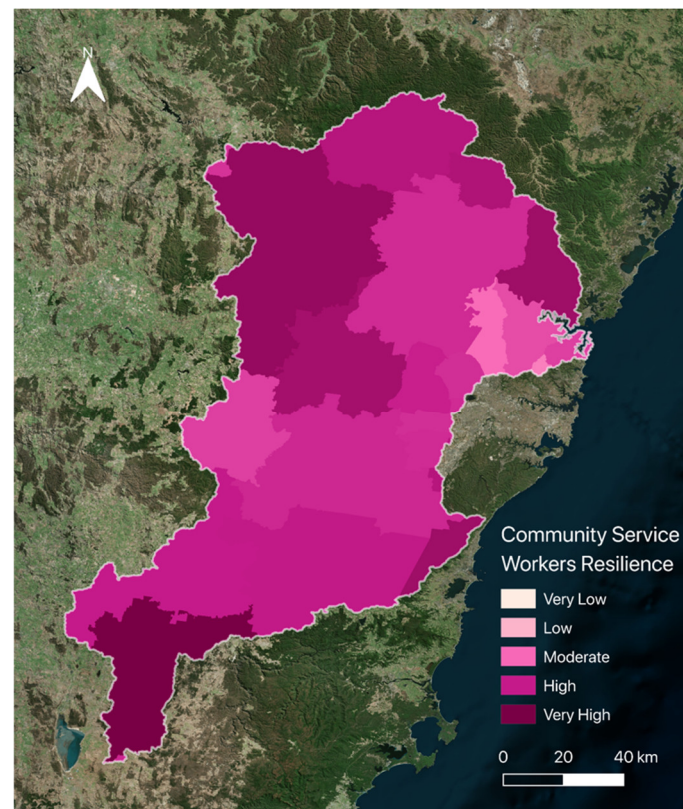 N
Community Service
Workers Resilience
Very Low
Low
Moderate
High
Very High
0 20 40 km